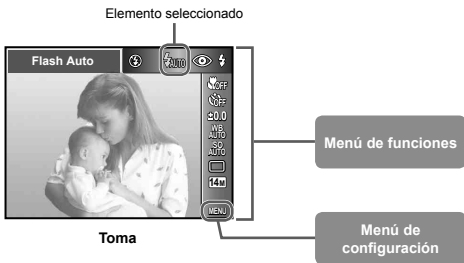 Elemento seleccionado
Flash Auto
AUTO
OFF
OFF
±0.0
WB
AUTO
ISO
AUTO
14M
MENU
Menú de funciones
Toma
Menú de
configuración